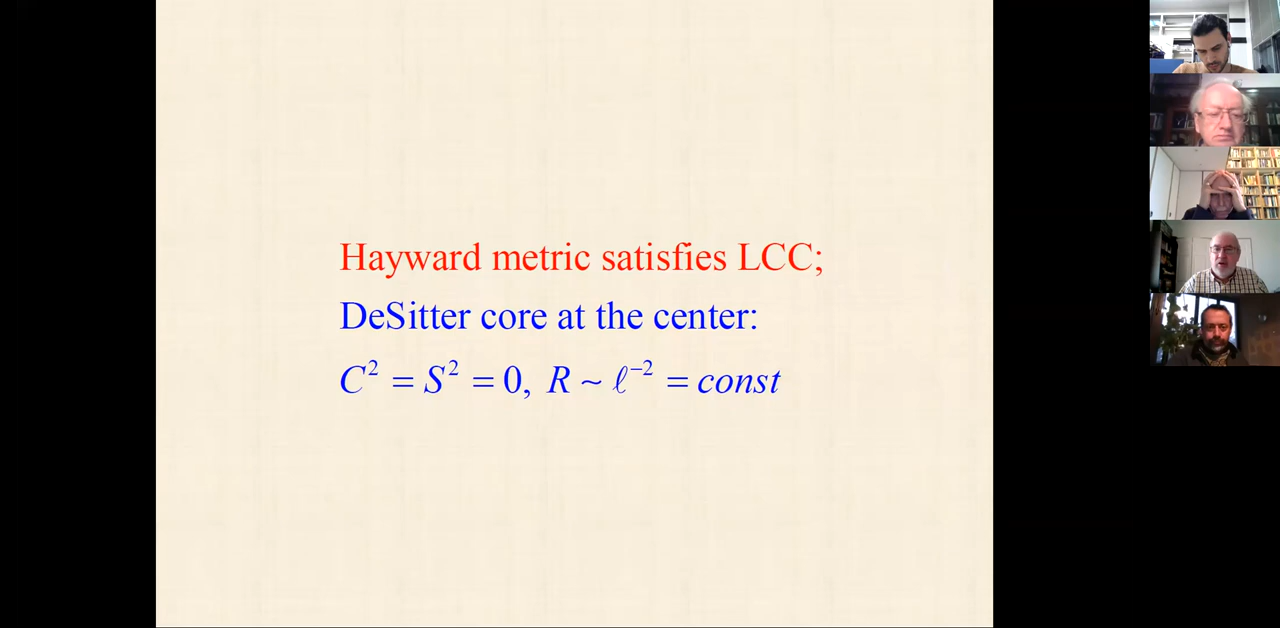 Hayward metric satisfies LCC;
DeSitter core at the center:
C² = S² = 0, R ~ ℓ⁻² = const